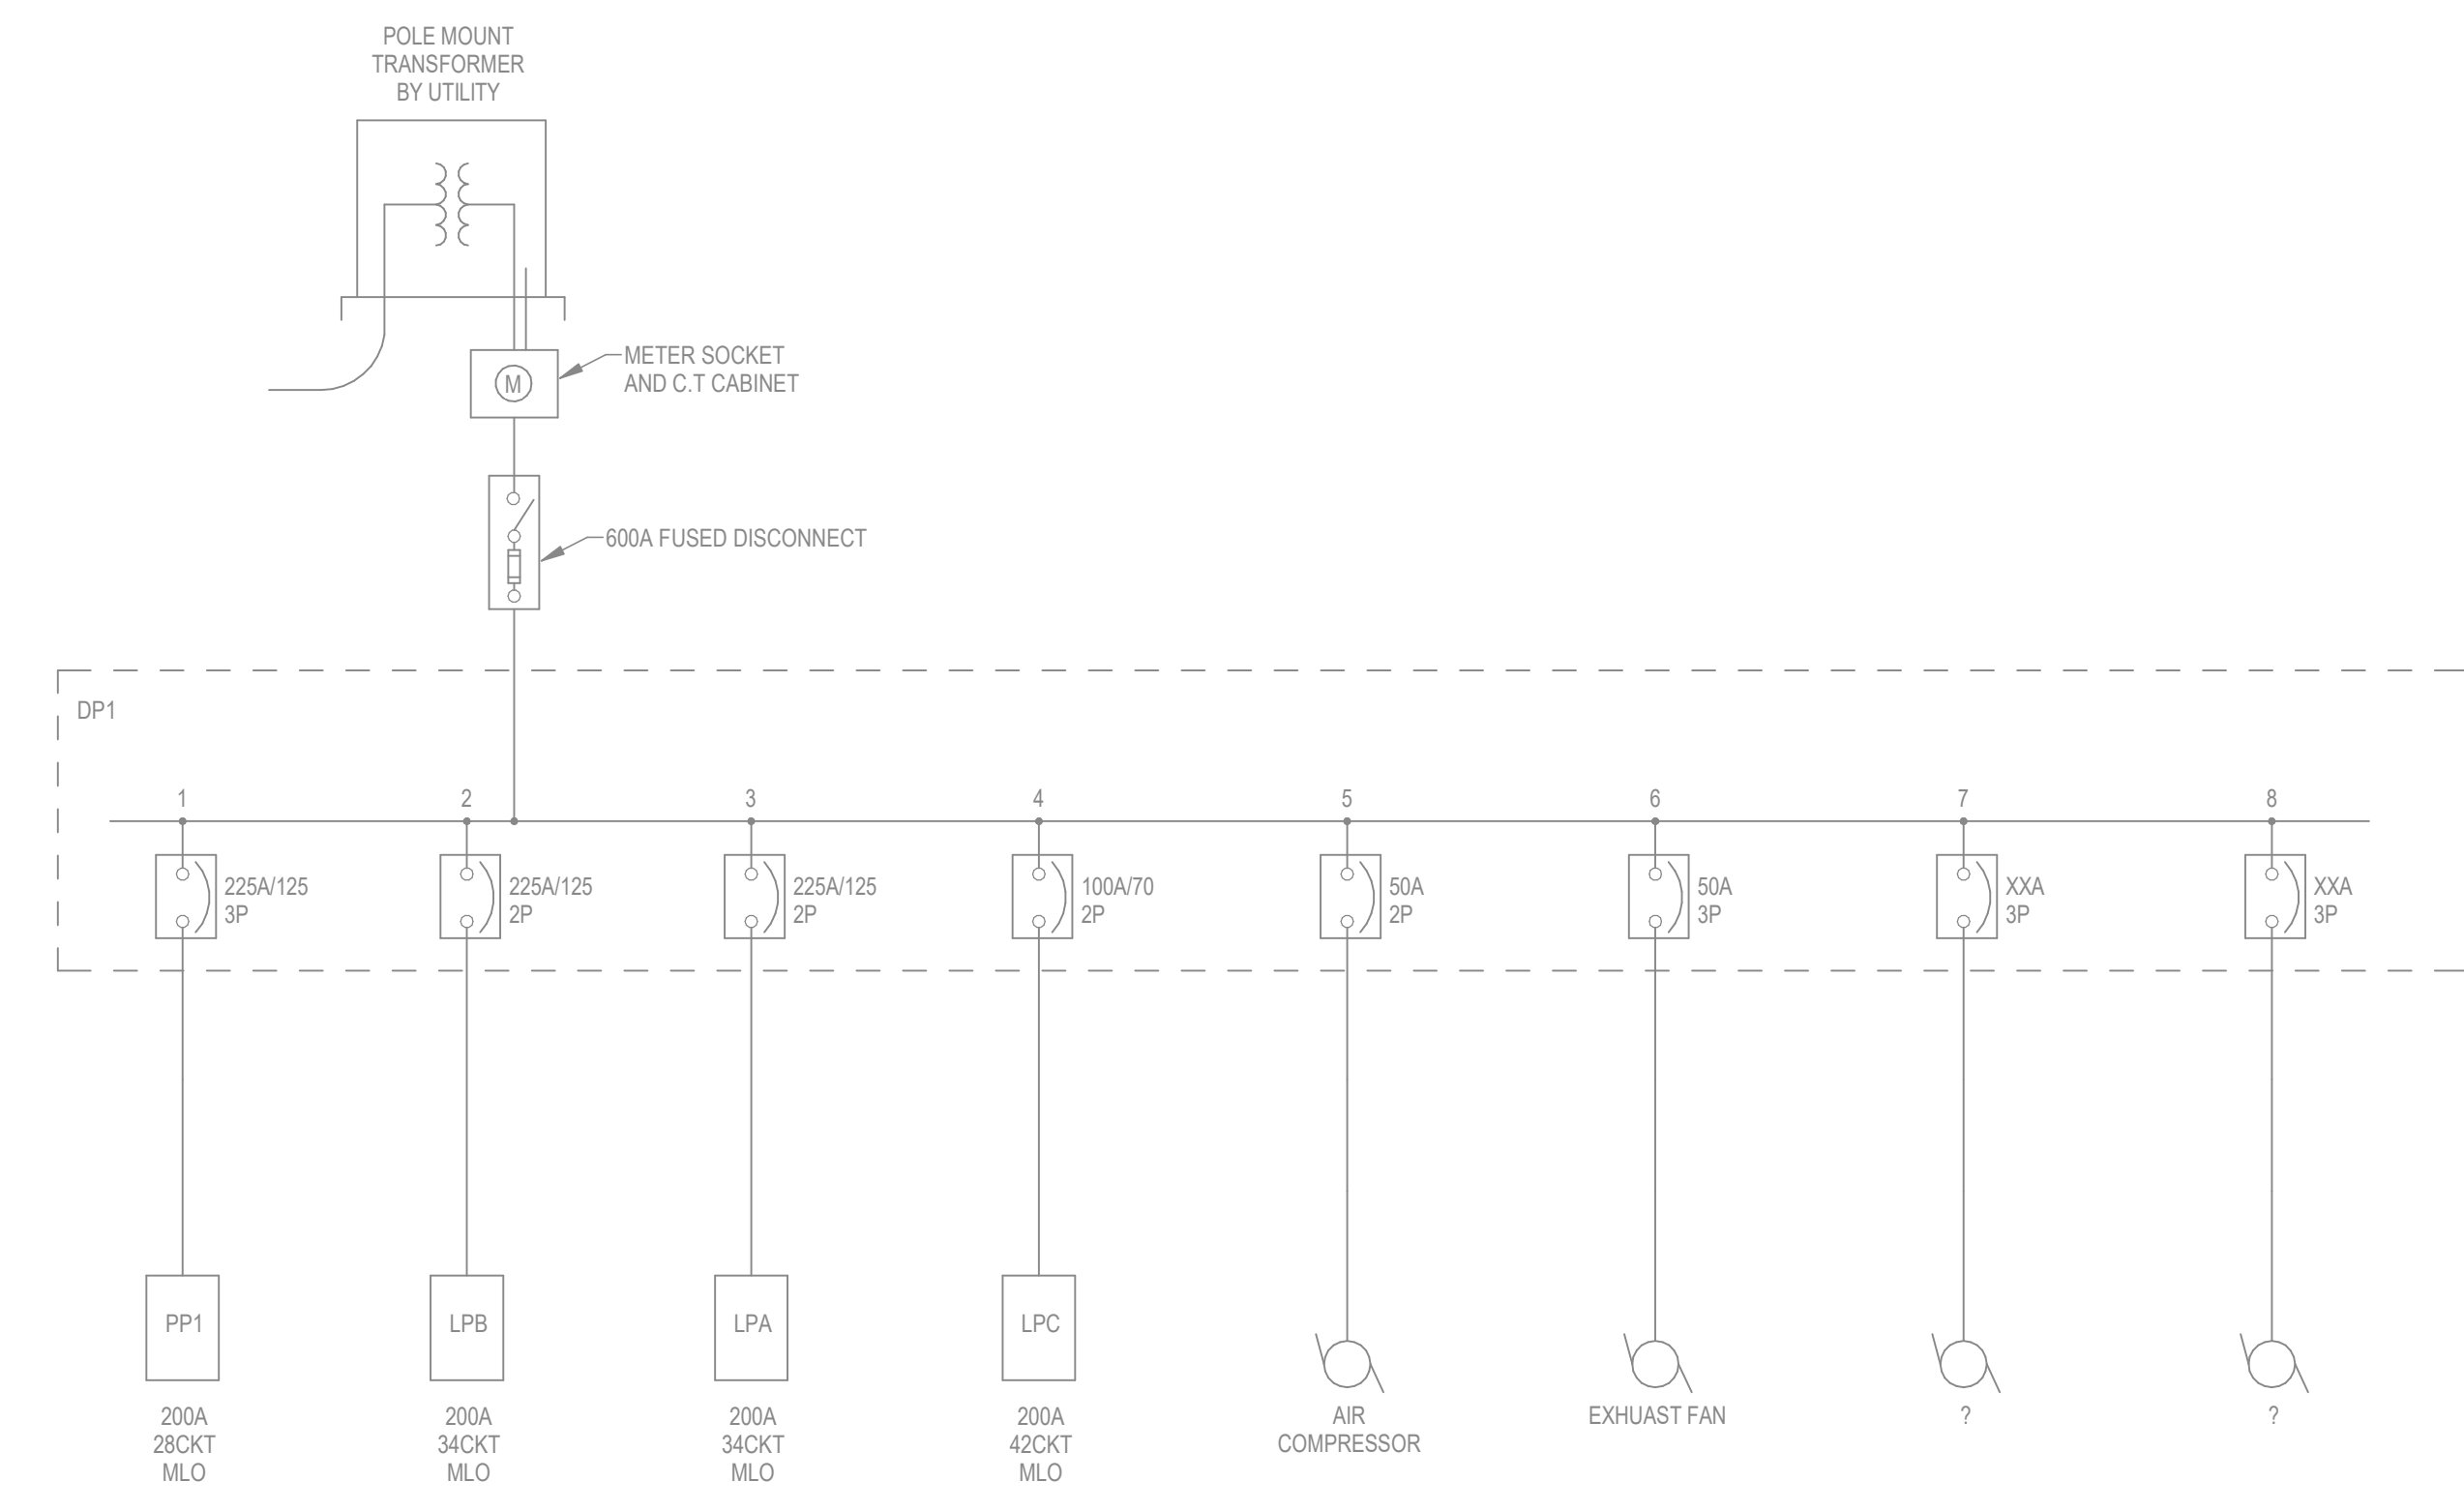 POLE MOUNT
TRANSFORMER
BY UTILITY
M
METER SOCKET
AND C.T CABINET
600A FUSED DISCONNECT
DP1
1
2
3
4
5
6
7
8
225A/125
3P
225A/125
2P
225A/125
2P
100A/70
2P
50A
2P
50A
3P
XXA
3P
XXA
3P
PP1
200A
28CKT
MLO
LPB
200A
34CKT
MLO
LPA
200A
34CKT
MLO
LPC
200A
42CKT
MLO
AIR
COMPRESSOR
EXHUAST FAN
?
?